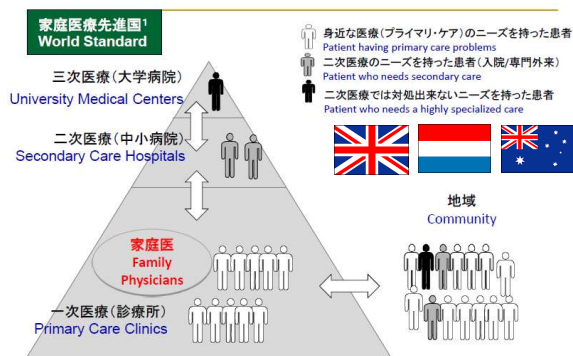 家庭医療先進国1
World Standard
身近な医療（プライマリ・ケア）のニーズを持った患者
Patient having primary care problems
二次医療のニーズを持った患者（入院/専門外来）
Patient who needs secondary care
二次医療では対処出来ないニーズを持った患者
Patient who needs a highly specialized care
三次医療（大学病院）
University Medical Centers
二次医療（中小病院）
Secondary Care Hospitals
地域
Community
家庭医
Family
Physicians
一次医療（診療所）
Primary Care Clinics